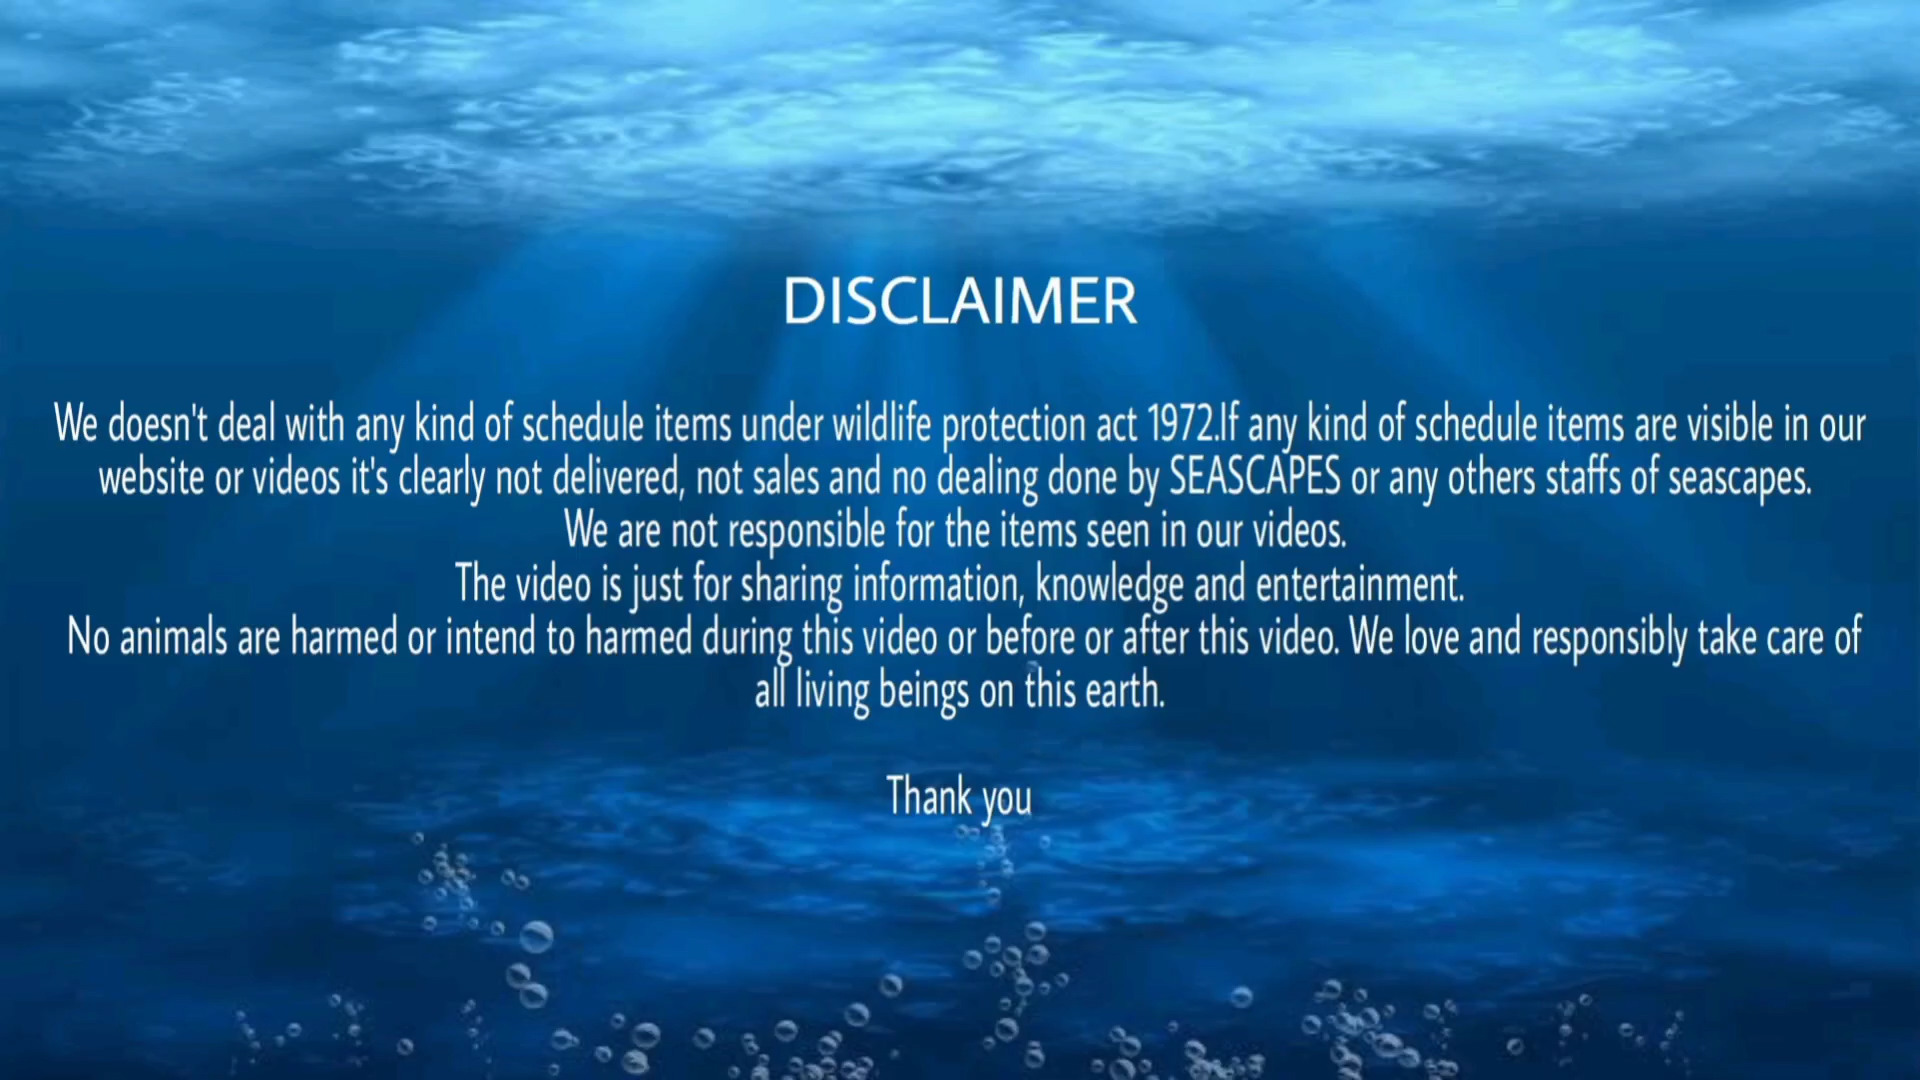 DISCLAIMER
We doesn't deal with any kind of schedule items under wildlife protection act 1972.If any kind of schedule items are visible in our
website or videos it's clearly not delivered, not sales and no dealing done by SEASCAPES or any others staffs of seascapes.
We are not responsible for the items seen in our videos.
The video is just for sharing information, knowledge and entertainment.
No animals are harmed or intend to harmed during this video or before or after this video. We love and responsibly take care of
all living beings on this earth.
Thank you